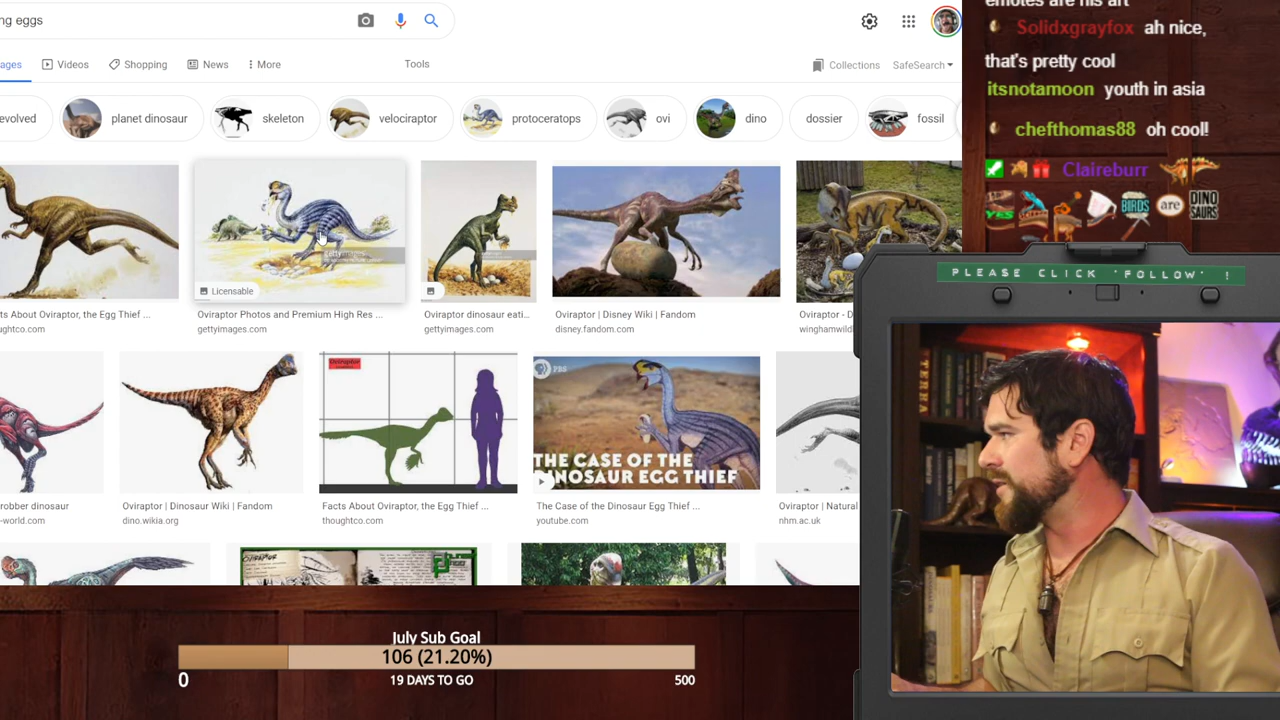 ng eggs
ages Videos Shopping News More Tools Collections SafeSearch
evolved planet dinosaur skeleton velociraptor protoceratops ovi dino dossier fossil
gettyimages
Licensable
ts About Oviraptor, the Egg Thief ...
ughtco.com
Oviraptor Photos and Premium High Res ...
gettyimages.com
Oviraptor dinosaur eati...
gettyimages.com
Oviraptor | Disney Wiki | Fandom
disney.fandom.com
Oviraptor - D
winghamwild
PBS
THE CASE OF THE
DINOSAUR EGG THIEF
robber dinosaur
-world.com
Oviraptor | Dinosaur Wiki | Fandom
dino.wikia.org
Facts About Oviraptor, the Egg Thief ...
thoughtco.com
The Case of the Dinosaur Egg Thief ...
youtube.com
Oviraptor | Natural
nhm.ac.uk
July Sub Goal
106 (21.20%)
0
19 DAYS TO GO
500
emotes are his art
Solidxgrayfox ah nice,
that's pretty cool
itsnotamoon youth in asia
chefthomas88 oh cool!
Claireburr
YES BIRDS are DINO
SAURS
PLEASE CLICK 'FOLLOW' !